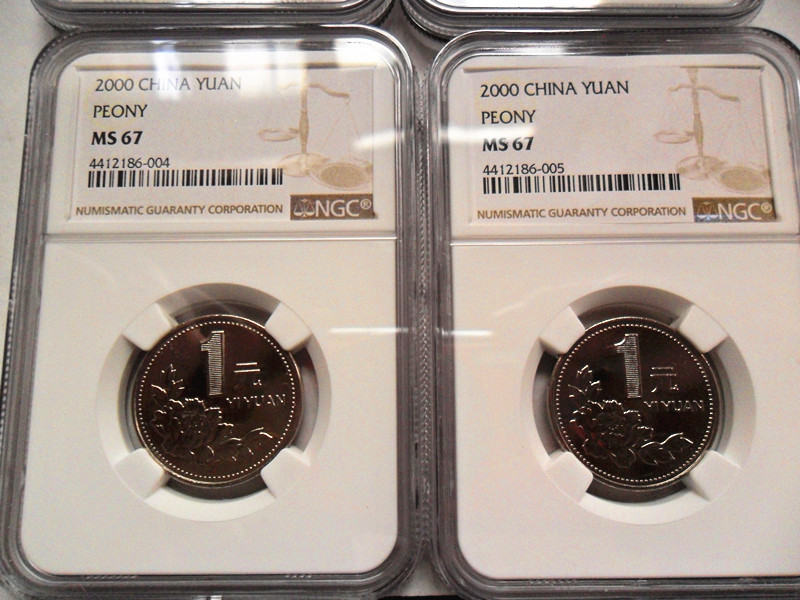 2000 CHINA YUAN
PEONY
MS 67
4412186-004
NUMISMATIC GUARANTY CORPORATION NGC®
1 元
YI YUAN
2000 CHINA YUAN
PEONY
MS 67
4412186-005
NUMISMATIC GUARANTY CORPORATION NGC®
1 元
YI YUAN